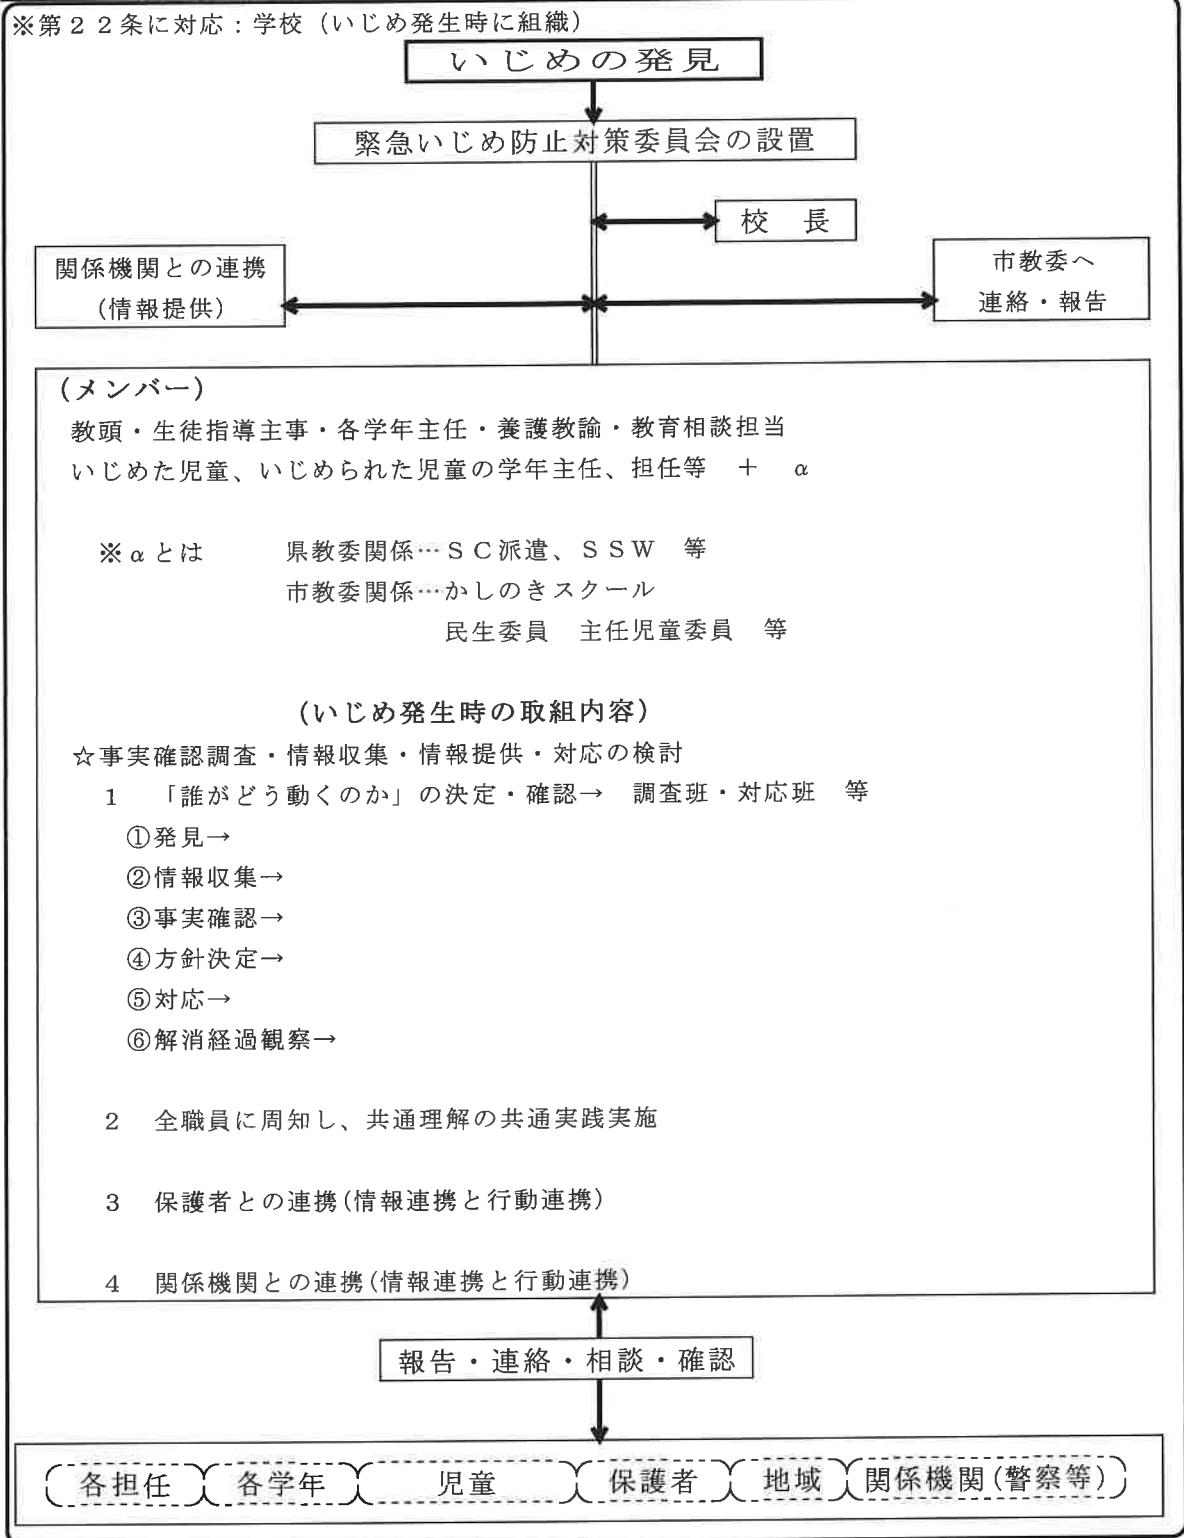 ※第２２条に対応：学校（いじめ発生時に組織）
いじめの発見
緊急いじめ防止対策委員会の設置
校　長
関係機関との連携
(情報提供)
市教委へ
連絡・報告
(メンバー)
教頭・生徒指導主事・各学年主任・養護教諭・教育相談担当
いじめた児童、いじめられた児童の学年主任、担任等　＋　α
※αとは　　　県教委関係…ＳＣ派遣、ＳＳＷ　等
市教委関係…かしのきスクール
民生委員　主任児童委員　等
(いじめ発生時の取組内容)
☆事実確認調査・情報収集・情報提供・対応の検討
１　「誰がどう動くのか」の決定・確認→　調査班・対応班　等
①発見→
②情報収集→
③事実確認→
④方針決定→
⑤対応→
⑥解消経過観察→
２　全職員に周知し、共通理解の共通実践実施
３　保護者との連携(情報連携と行動連携)
４　関係機関との連携(情報連携と行動連携)
報告・連絡・相談・確認
各担任　各学年　児童　保護者　地域　関係機関(警察等)